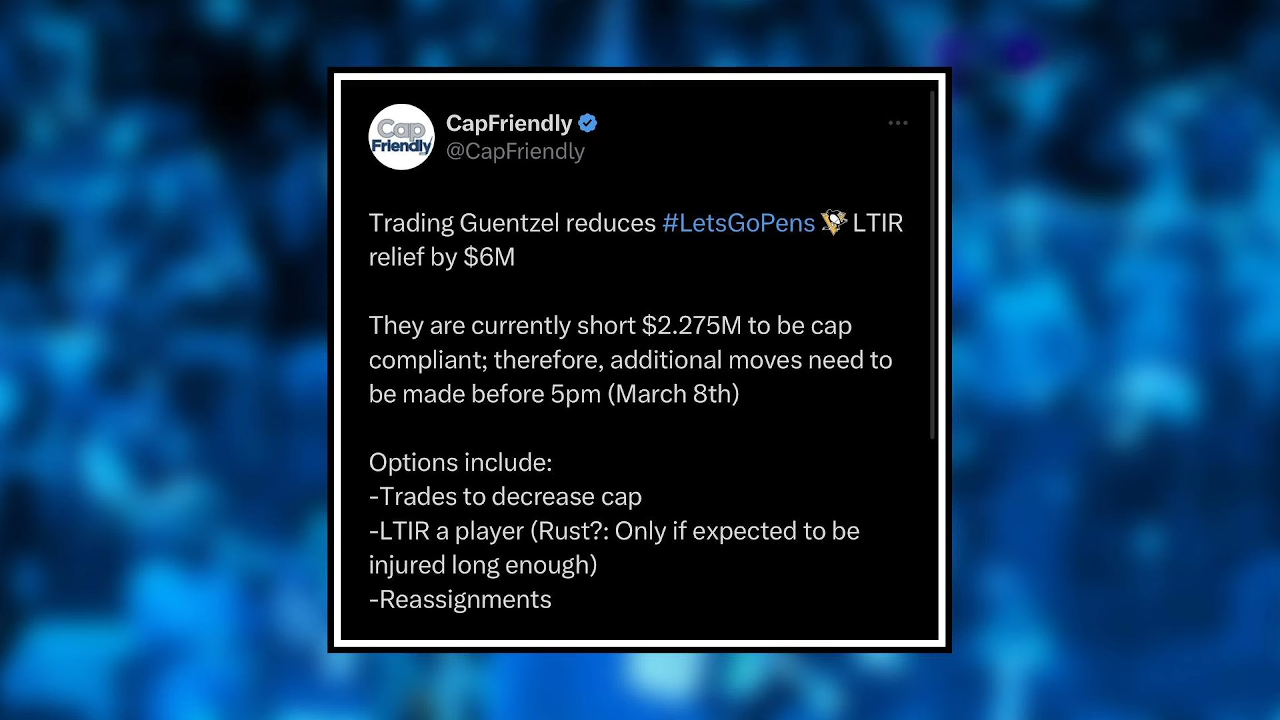 Cap
Friendly
CapFriendly
@CapFriendly
Trading Guentzel reduces #LetsGoPens LTIR
relief by $6M
They are currently short $2.275M to be cap
compliant; therefore, additional moves need to
be made before 5pm (March 8th)
Options include:
-Trades to decrease cap
-LTIR a player (Rust?: Only if expected to be
injured long enough)
-Reassignments